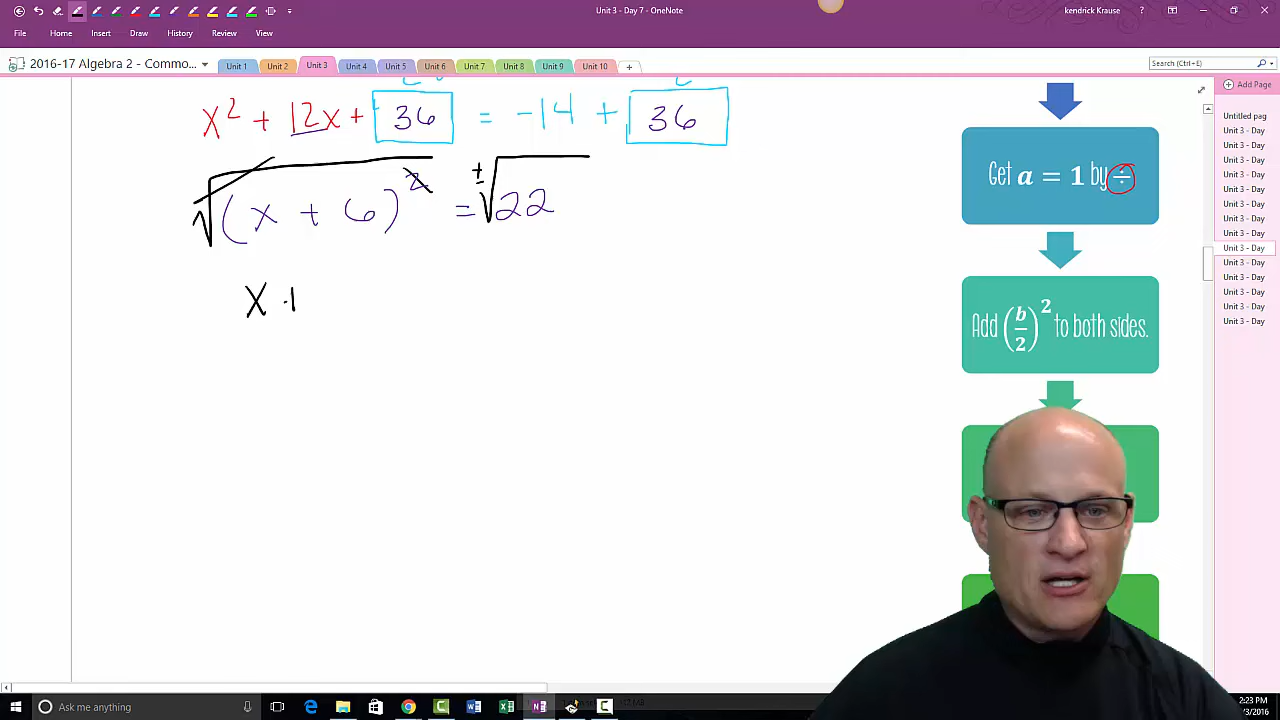 Unit 3 - Day 7 - OneNote
kendrick Krause
?
File Home Insert Draw History Review View
2016-17 Algebra 2 - Commo...
Unit 1 Unit 2 Unit 3 Unit 4 Unit 5 Unit 6 Unit 7 Unit 8 Unit 9 Unit 10 +
Search (Ctrl+E)
Add Page
Untitled pag
Unit 3 - Day
Unit 3 - Day
Unit 3 - Day
Unit 3 - Day
Unit 3 - Day
Unit 3 - Day
Unit 3 - Day
Unit 3 - Day
Unit 3 - Day
Unit 3 - Day
Unit 3 - Day
Unit 3 - Day
Unit 3 - Day
Unit 3 - Day
x² + 12x + 36 = -14 + 36
√(x + 6)² = ±√22
x +
Get a = 1 by ÷
Add (b/2)² to both sides.
Ask me anything
2:23 PM